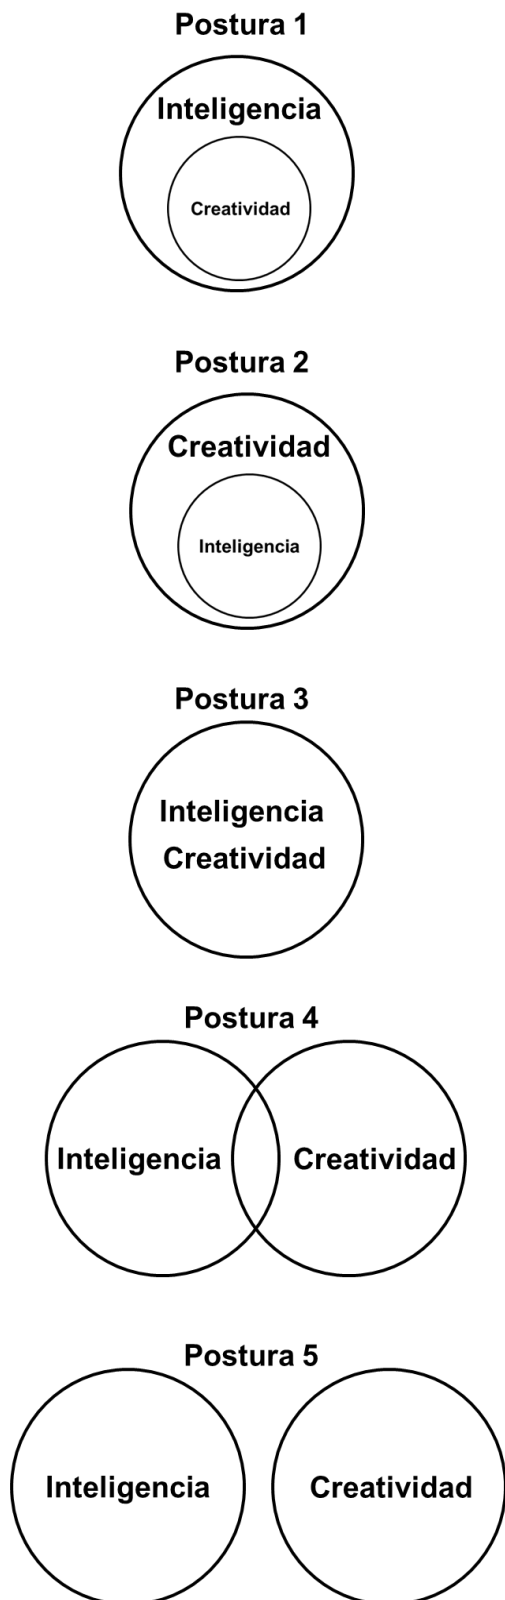 Postura 1
Inteligencia
Creatividad
Postura 2
Creatividad
Inteligencia
Postura 3
Inteligencia
Creatividad
Postura 4
Inteligencia
Creatividad
Postura 5
Inteligencia
Creatividad